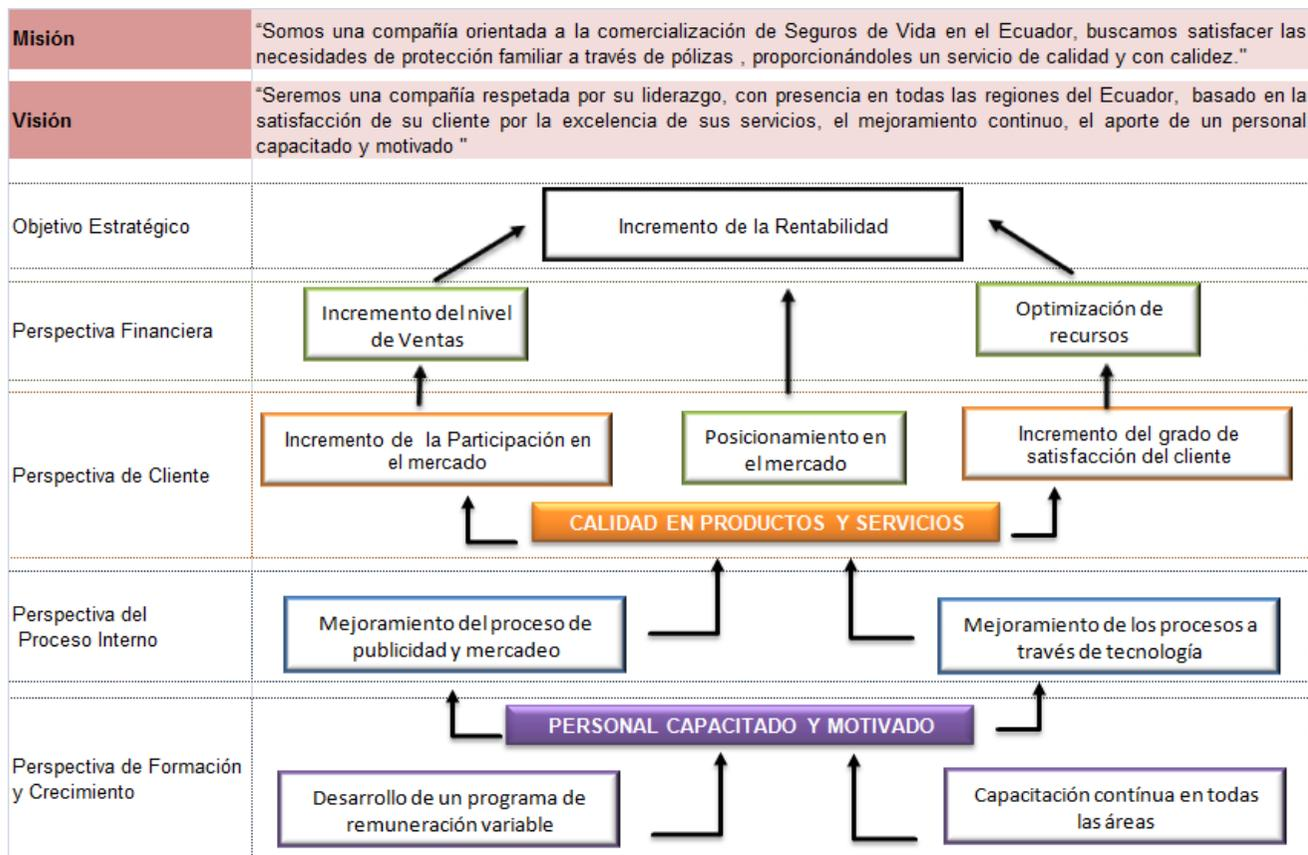 Misión
“Somos una compañía orientada a la comercialización de Seguros de Vida en el Ecuador, buscamos satisfacer las
necesidades de protección familiar a través de pólizas , proporcionándoles un servicio de calidad y con calidez."
Visión
“Seremos una compañía respetada por su liderazgo, con presencia en todas las regiones del Ecuador, basado en la
satisfacción de su cliente por la excelencia de sus servicios, el mejoramiento continuo, el aporte de un personal
capacitado y motivado "
Objetivo Estratégico
Incremento de la Rentabilidad
Perspectiva Financiera
Incremento del nivel
de Ventas
Optimización de
recursos
Perspectiva de Cliente
Incremento de la Participación en
el mercado
Posicionamiento en
el mercado
Incremento del grado de
satisfacción del cliente
CALIDAD EN PRODUCTOS Y SERVICIOS
Perspectiva del
Proceso Interno
Mejoramiento del proceso de
publicidad y mercadeo
Mejoramiento de los procesos a
través de tecnología
PERSONAL CAPACITADO Y MOTIVADO
Perspectiva de Formación
y Crecimiento
Desarrollo de un programa de
remuneración variable
Capacitación contínua en todas
las áreas